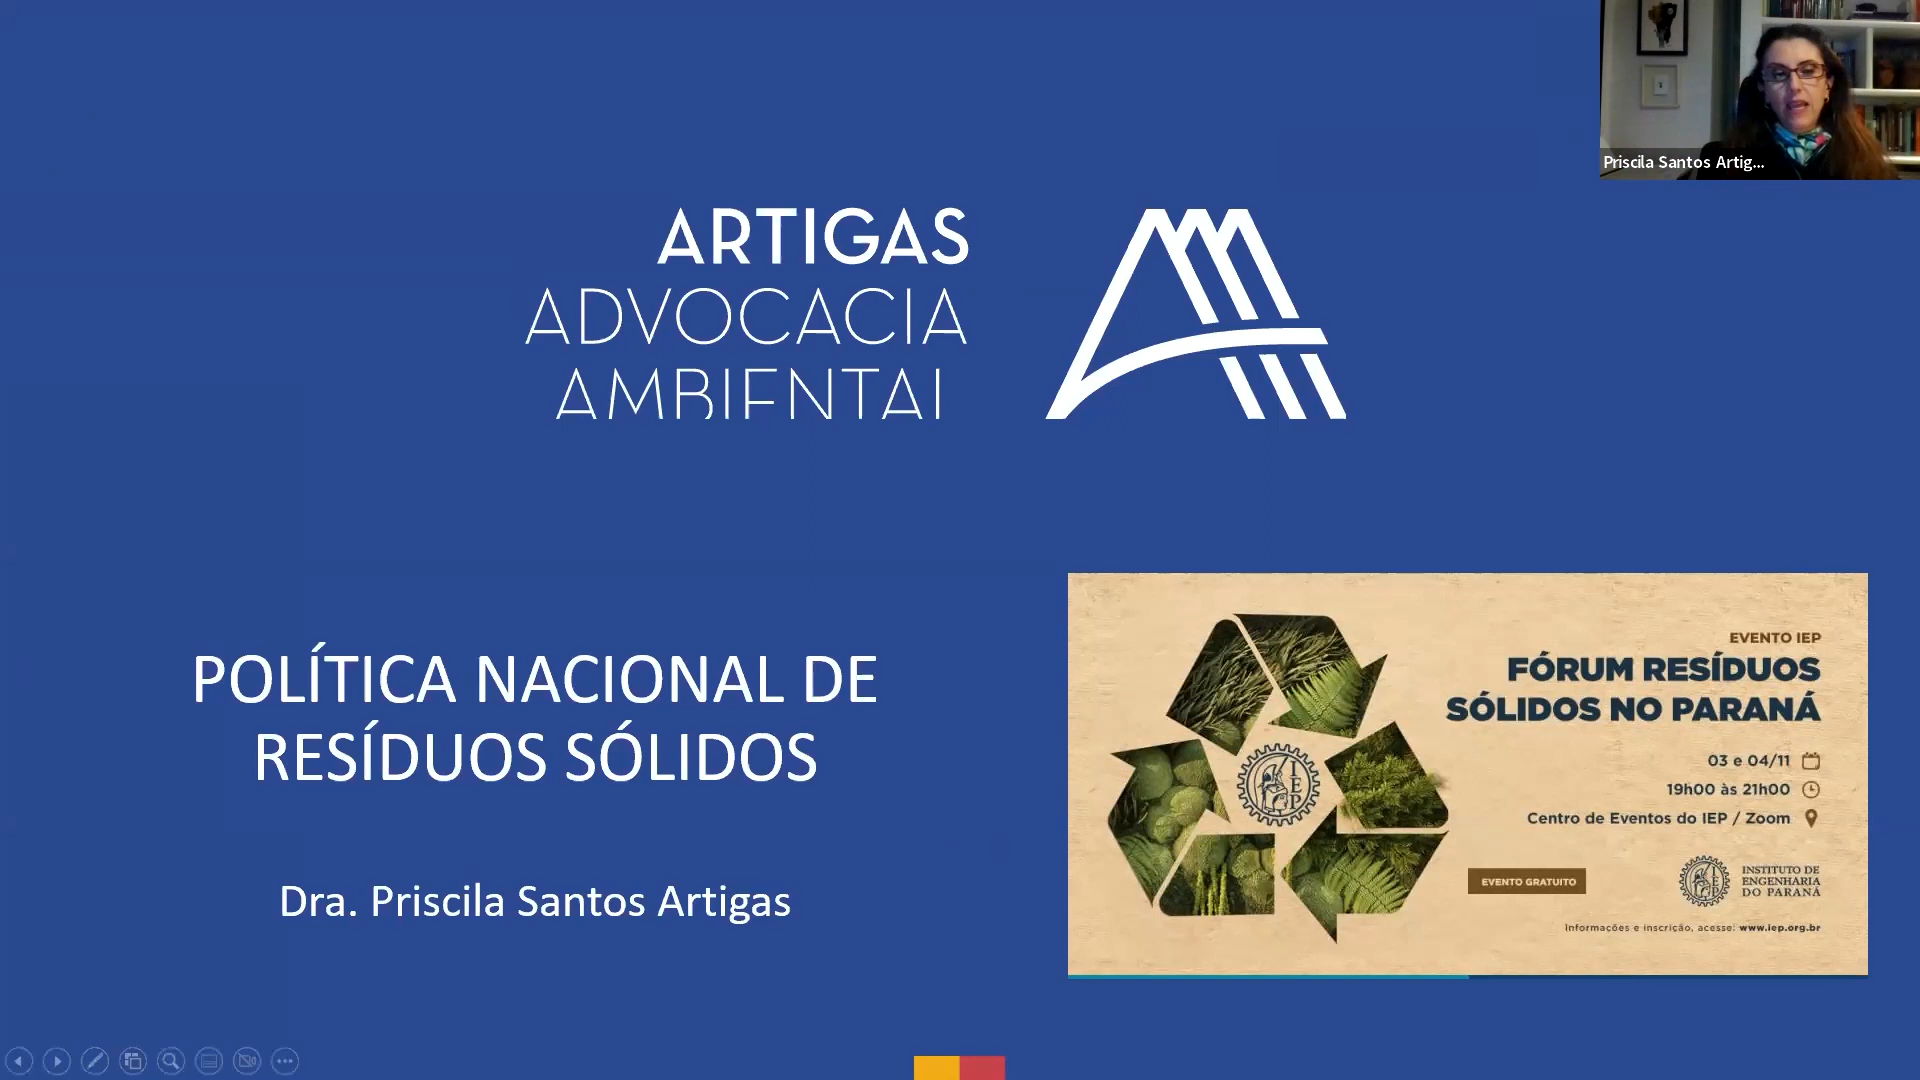 Priscila Santos Artig...
ARTIGAS
ADVOCACIA
AMBIENTAL
POLÍTICA NACIONAL DE
RESÍDUOS SÓLIDOS
Dra. Priscila Santos Artigas
EVENTO IEP
FÓRUM RESÍDUOS
SÓLIDOS NO PARANÁ
03 e 04/11
19h00 às 21h00
Centro de Eventos do IEP / Zoom
IEP
EVENTO GRATUITO
IEP
INSTITUTO DE
ENGENHARIA
DO PARANÁ
Informações e inscrição, acesse: www.iep.org.br